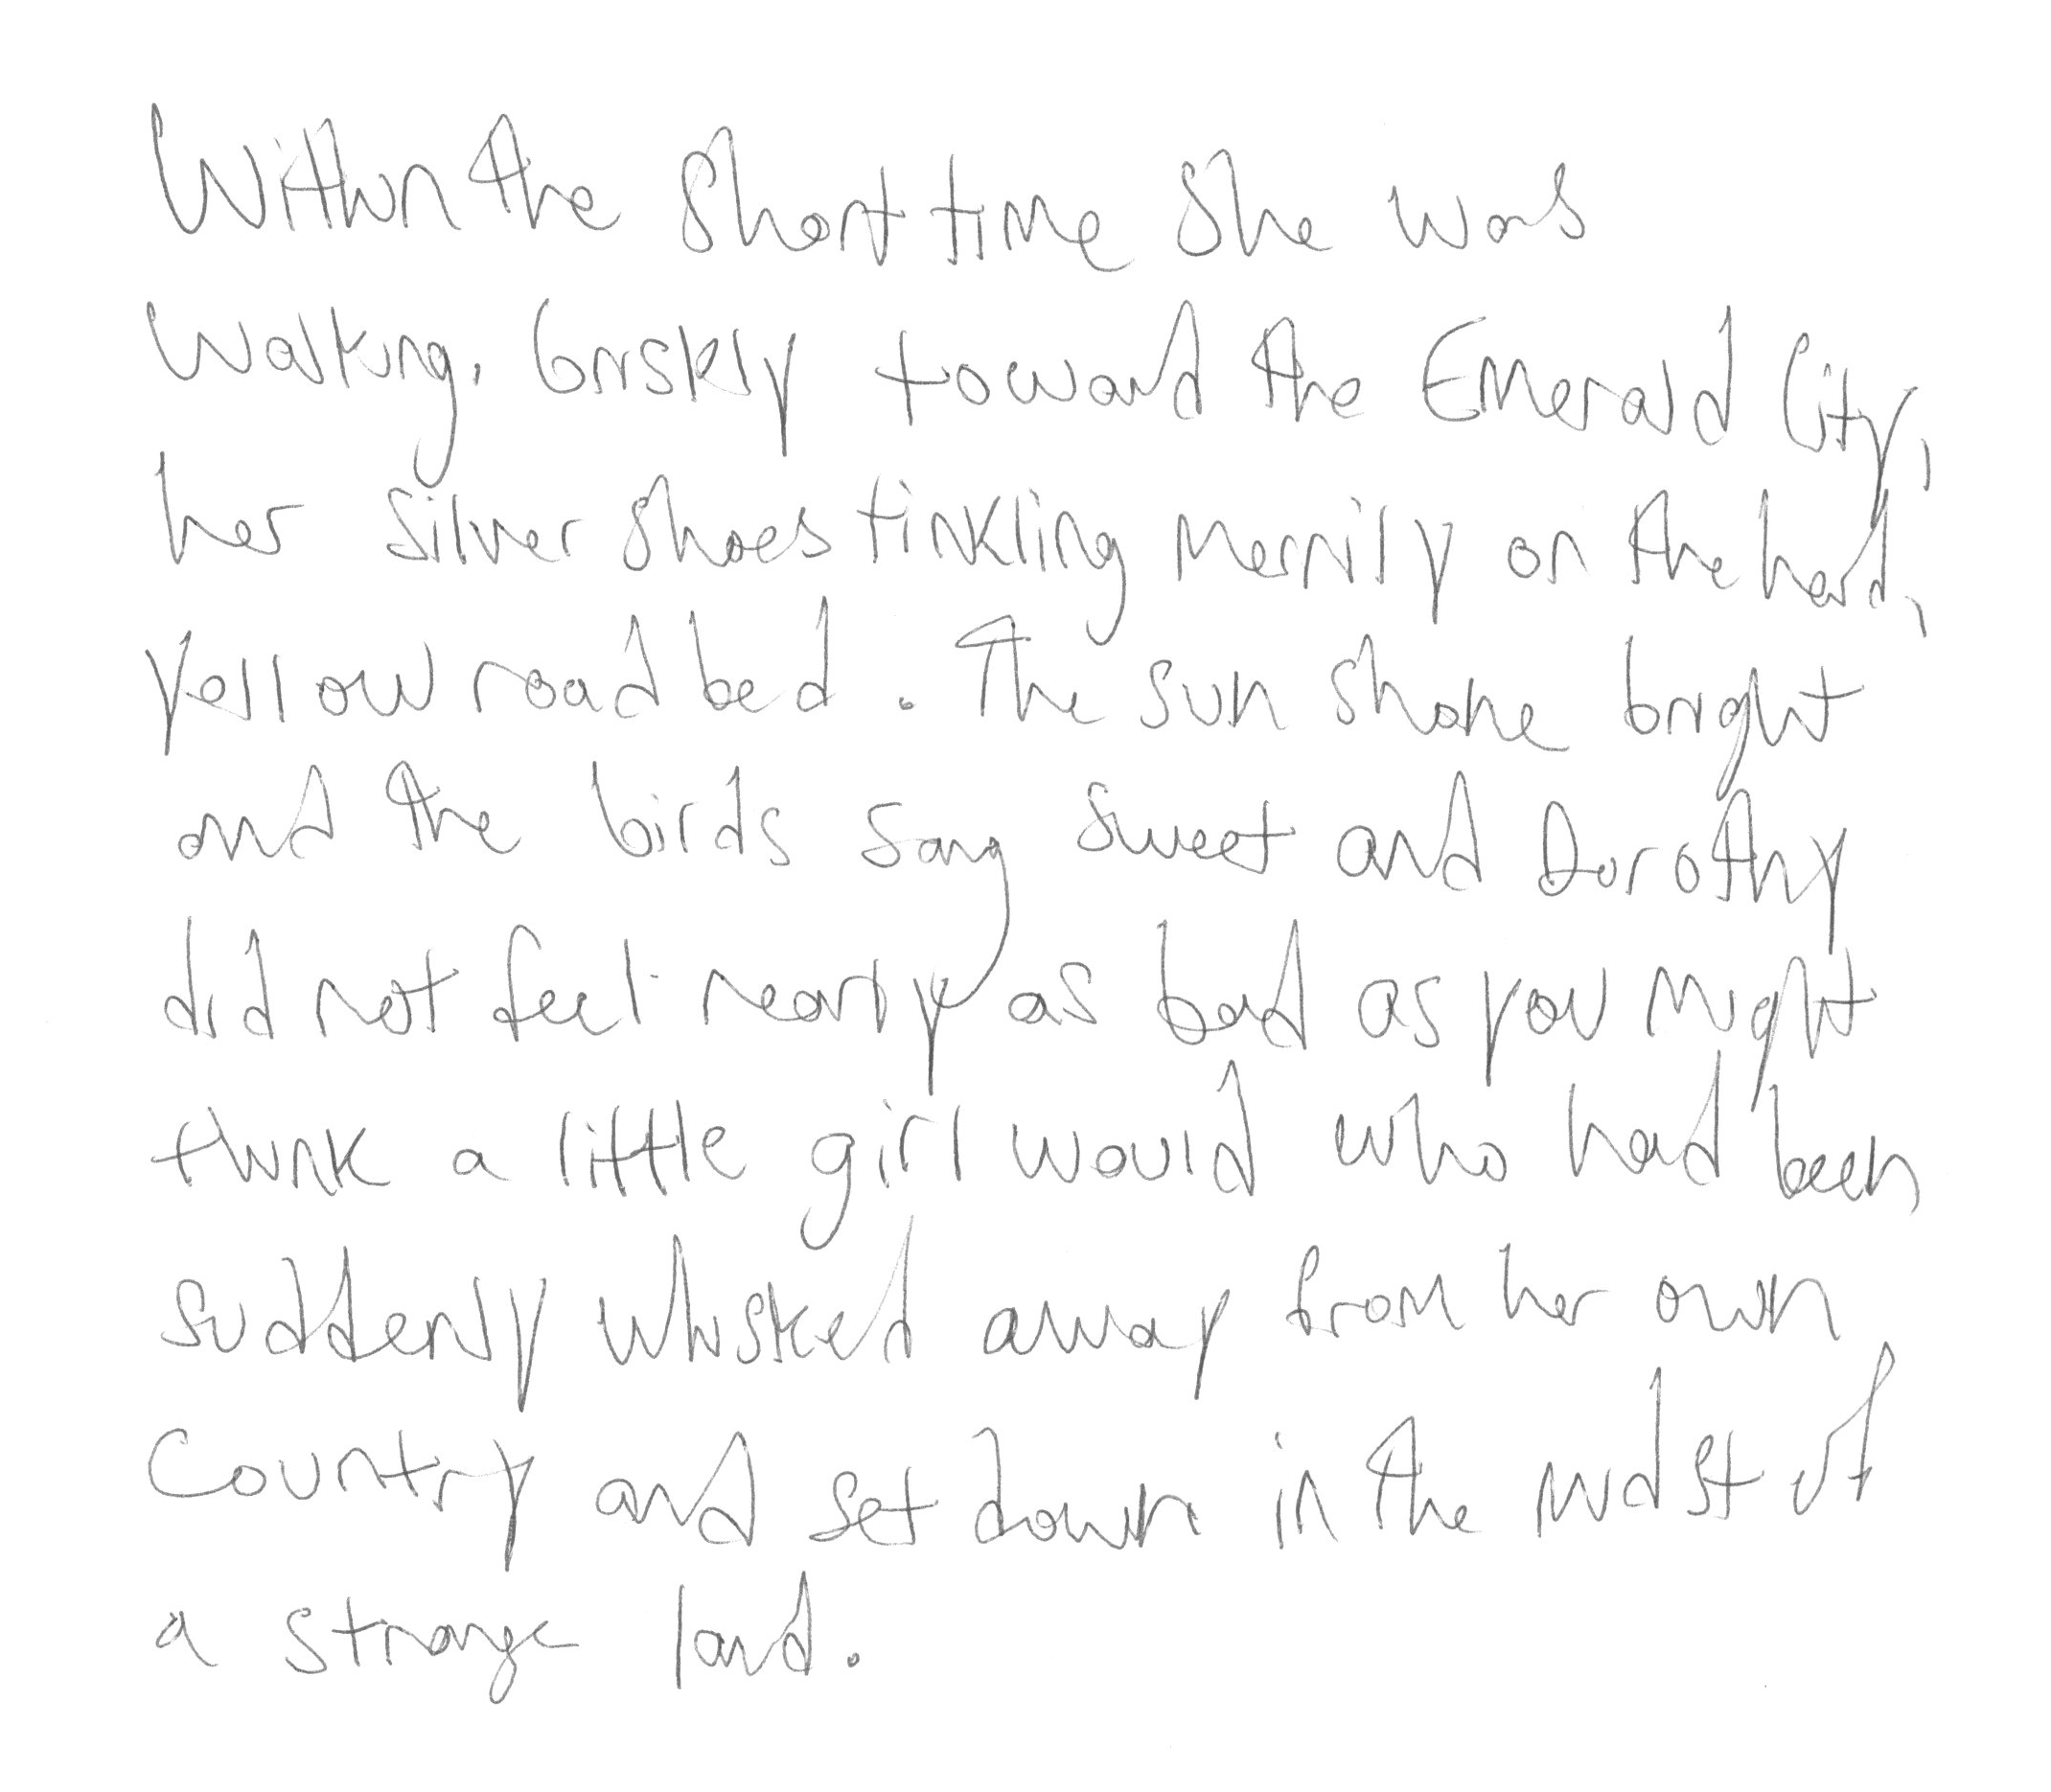 Within the short time she was
walking. briskly toward the Emerald City,
her silver shoes tinkling merrily on the hard,
yellow roadbed. The sun shone bright
and the birds sang sweet and Dorothy
did not feel nearly as bad as you might
think a little girl would who had been
suddenly whisked away from her own
country and set down in the midst of
a strange land.